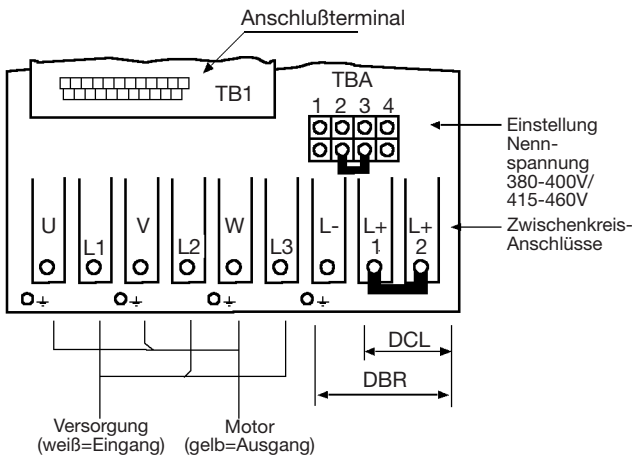 Anschlußterminal
TB1
TBA
1 2 3 4
Einstellung
Nenn-
spannung
380-400V/
415-460V
Zwischenkreis-
Anschlüsse
U
L1
V
L2
W
L3
L-
L+
1
L+
2
DCL
DBR
Versorgung
(weiß=Eingang)
Motor
(gelb=Ausgang)